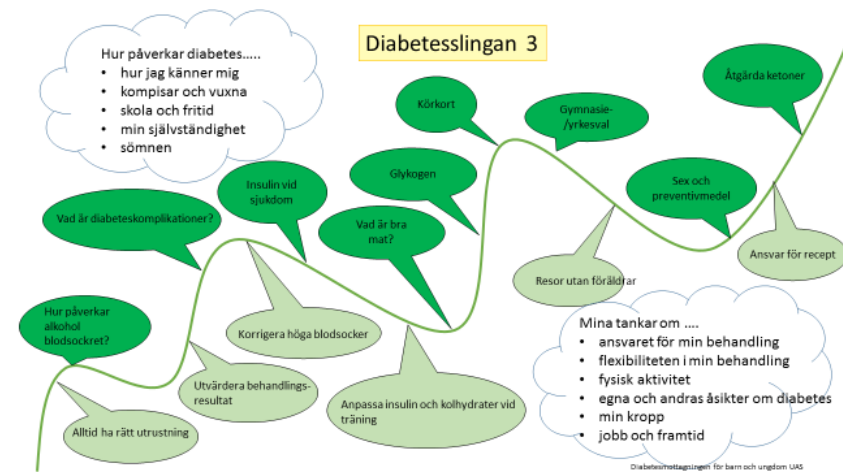 Diabetesslingan 3
Hur påverkar diabetes.....
• hur jag känner mig
• kompisar och vuxna
• skola och fritid
• min självständighet
• sömnen
Körkort
Gymnasie-
/yrkesval
Åtgärda ketoner
Glykogen
Insulin vid
sjukdom
Vad är diabeteskomplikationer?
Vad är bra
mat?
Sex och
preventivmedel
Ansvar för recept
Resor utan föräldrar
Hur påverkar
alkohol
blodsockret?
Korrigera höga blodsocker
Utvärdera behandlings-
resultat
Anpassa insulin och kolhydrater vid
träning
Alltid ha rätt utrustning
Mina tankar om ....
• ansvaret för min behandling
• flexibiliteten i min behandling
• fysisk aktivitet
• egna och andras åsikter om diabetes
• min kropp
• jobb och framtid
Diabetesmottagningen för barn och ungdom UAS